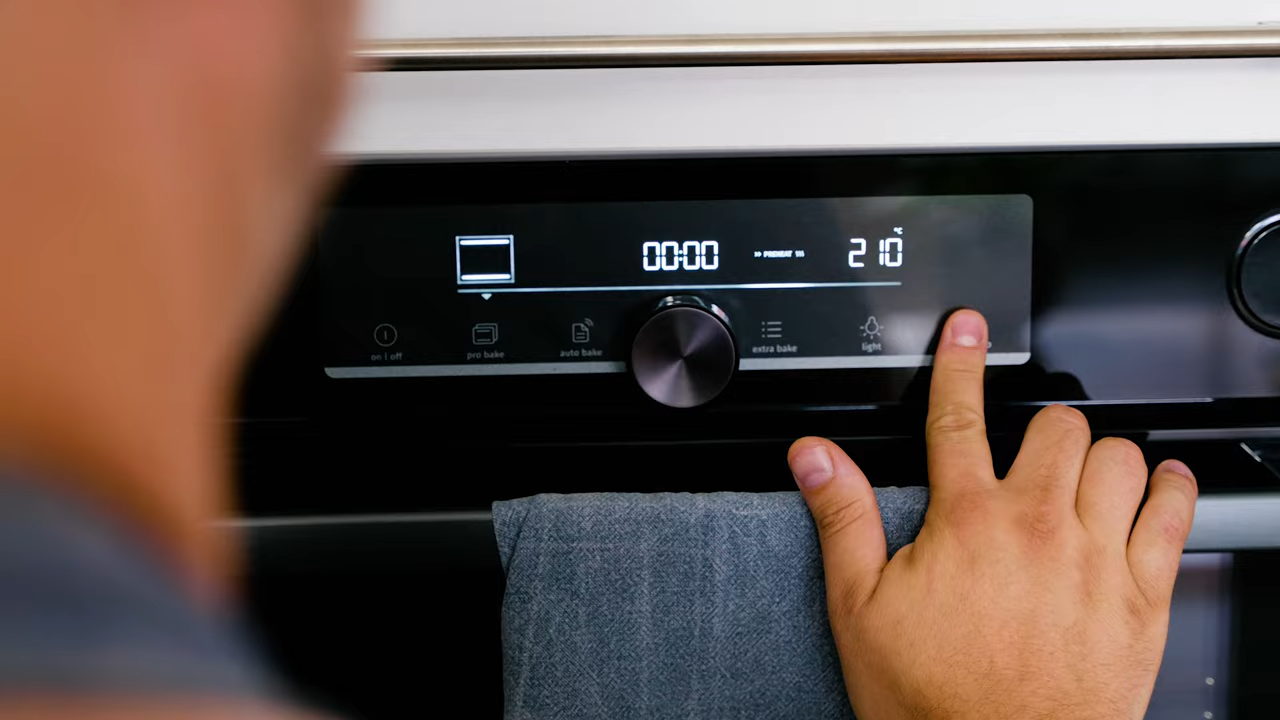 00:00
PREHEAT
210
°C
on | off
pro bake
auto bake
extra bake
light